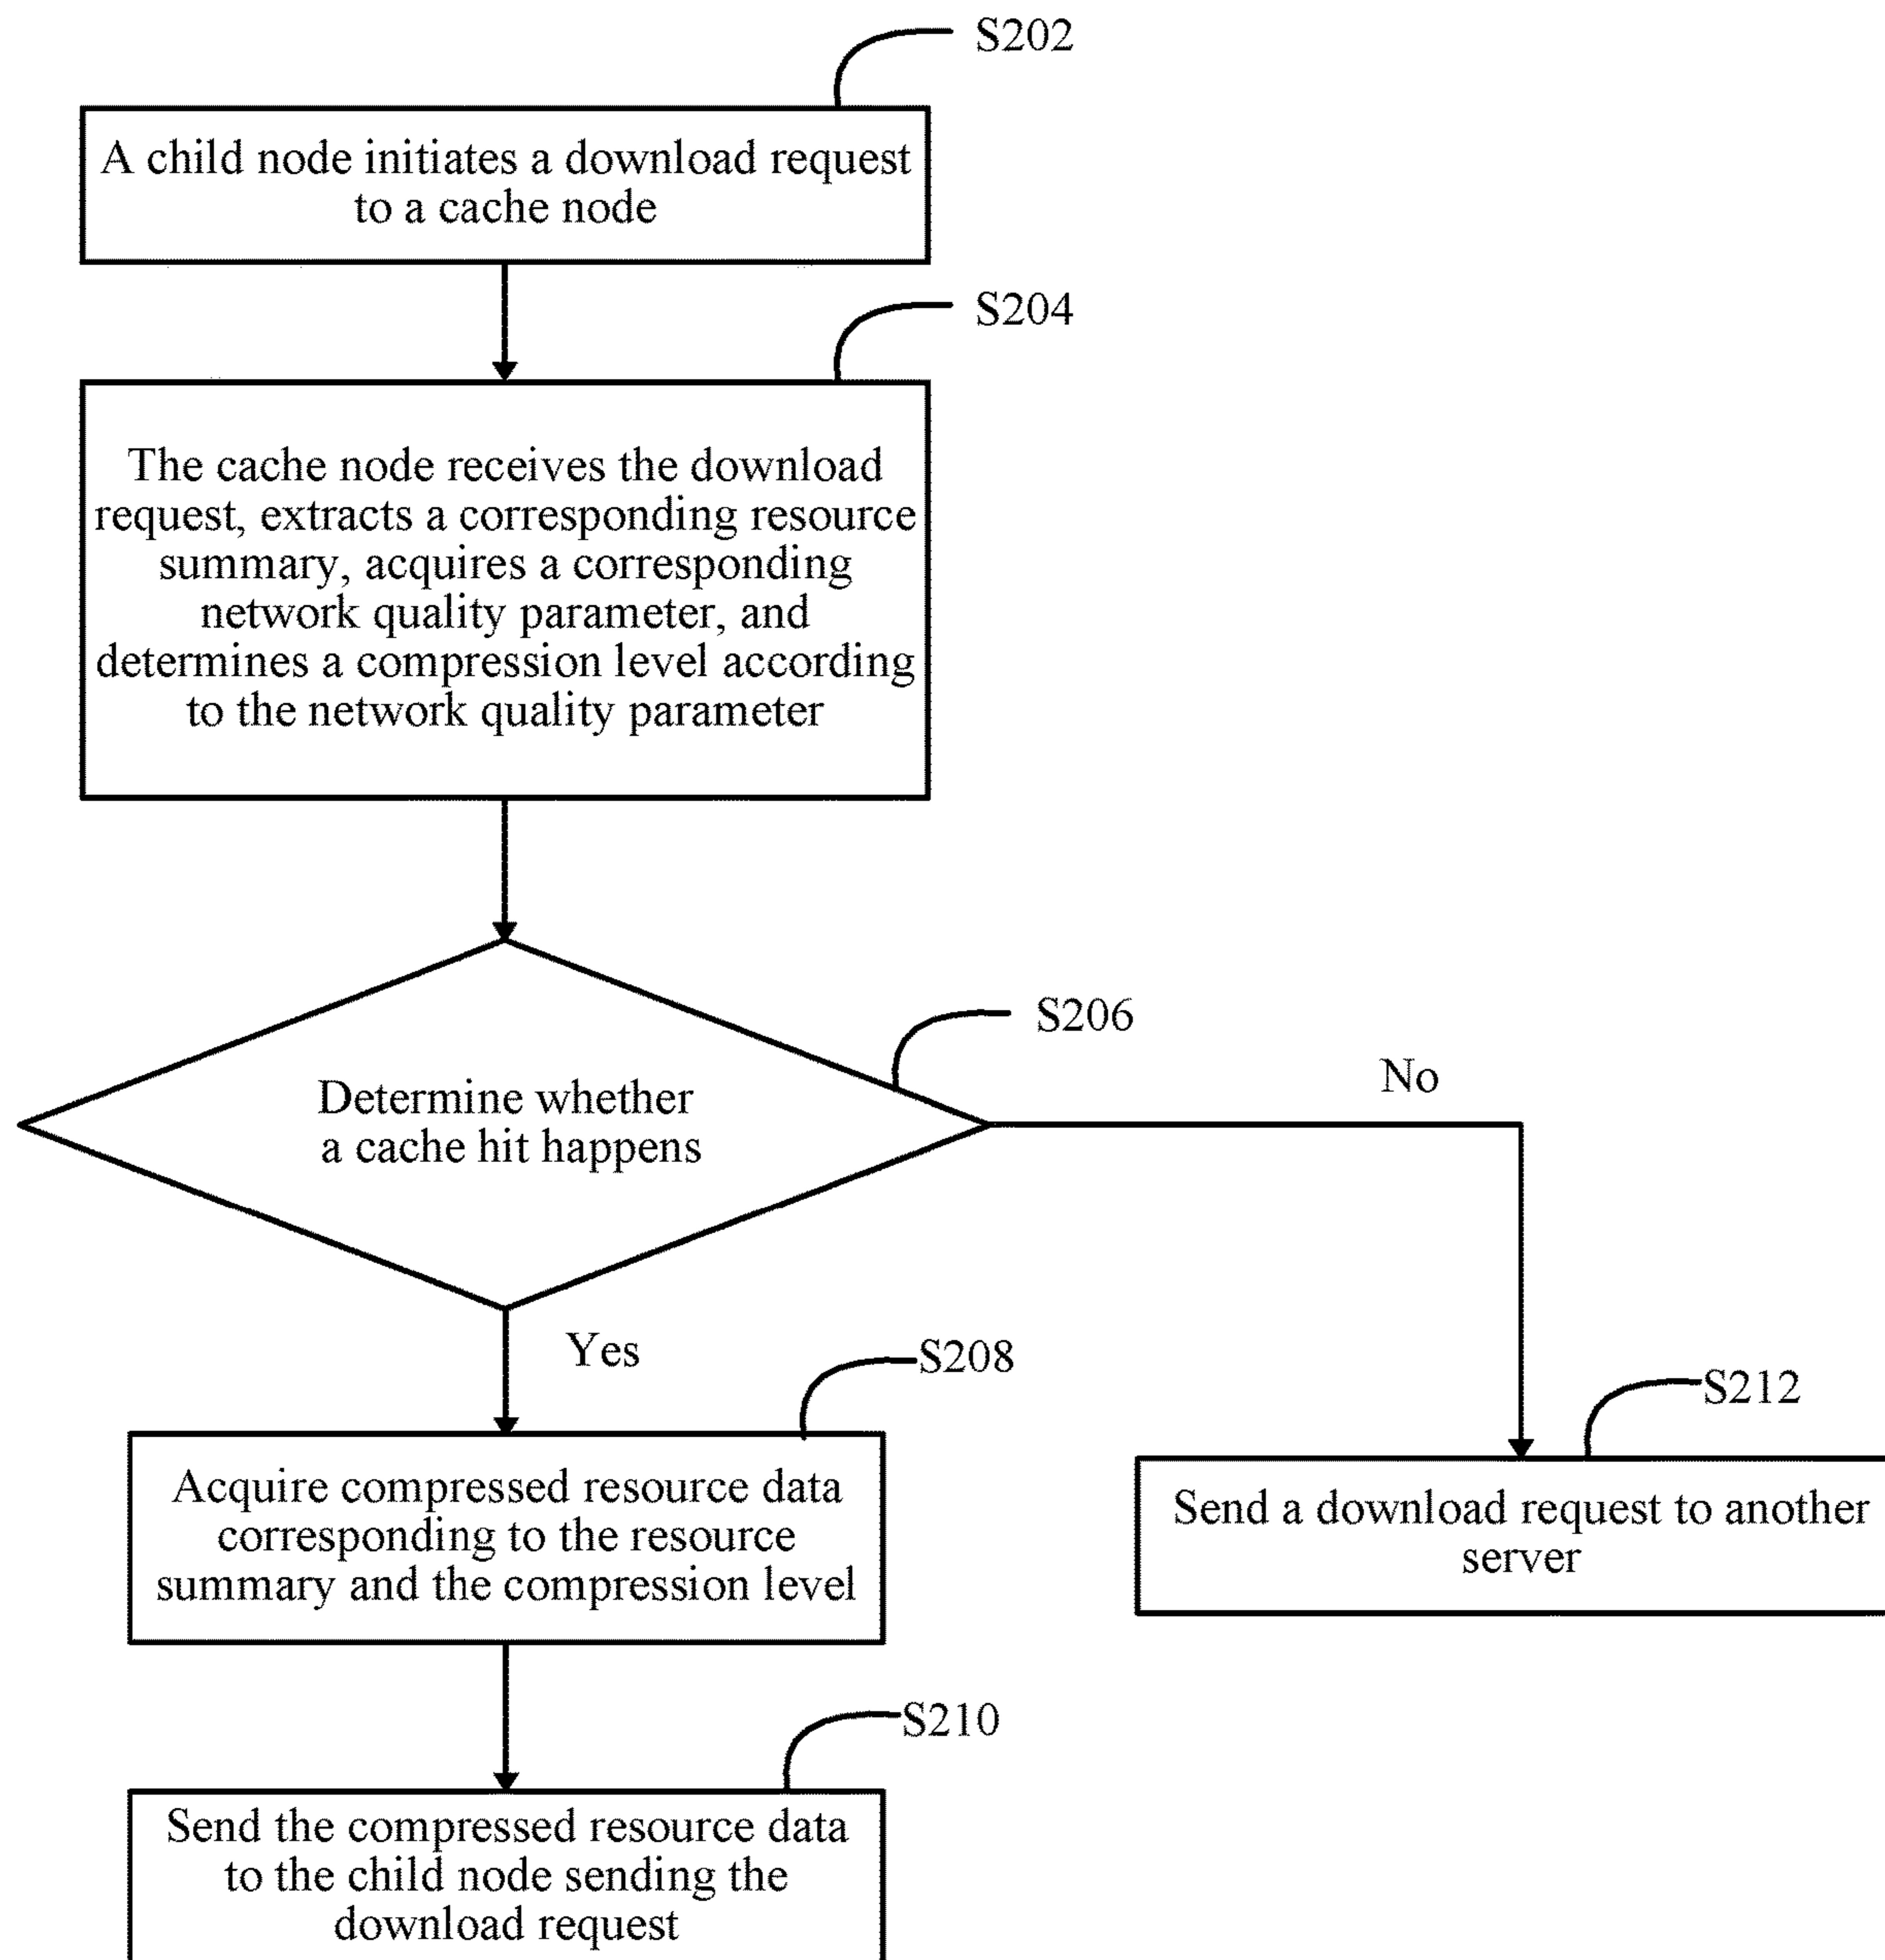 S202
A child node initiates a download request
to a cache node
S204
The cache node receives the download
request, extracts a corresponding resource
summary, acquires a corresponding
network quality parameter, and
determines a compression level according
to the network quality parameter
S206
No
Determine whether
a cache hit happens
Yes
S208
S212
Acquire compressed resource data
corresponding to the resource
summary and the compression level
Send a download request to another
server
S210
Send the compressed resource data
to the child node sending the
download request